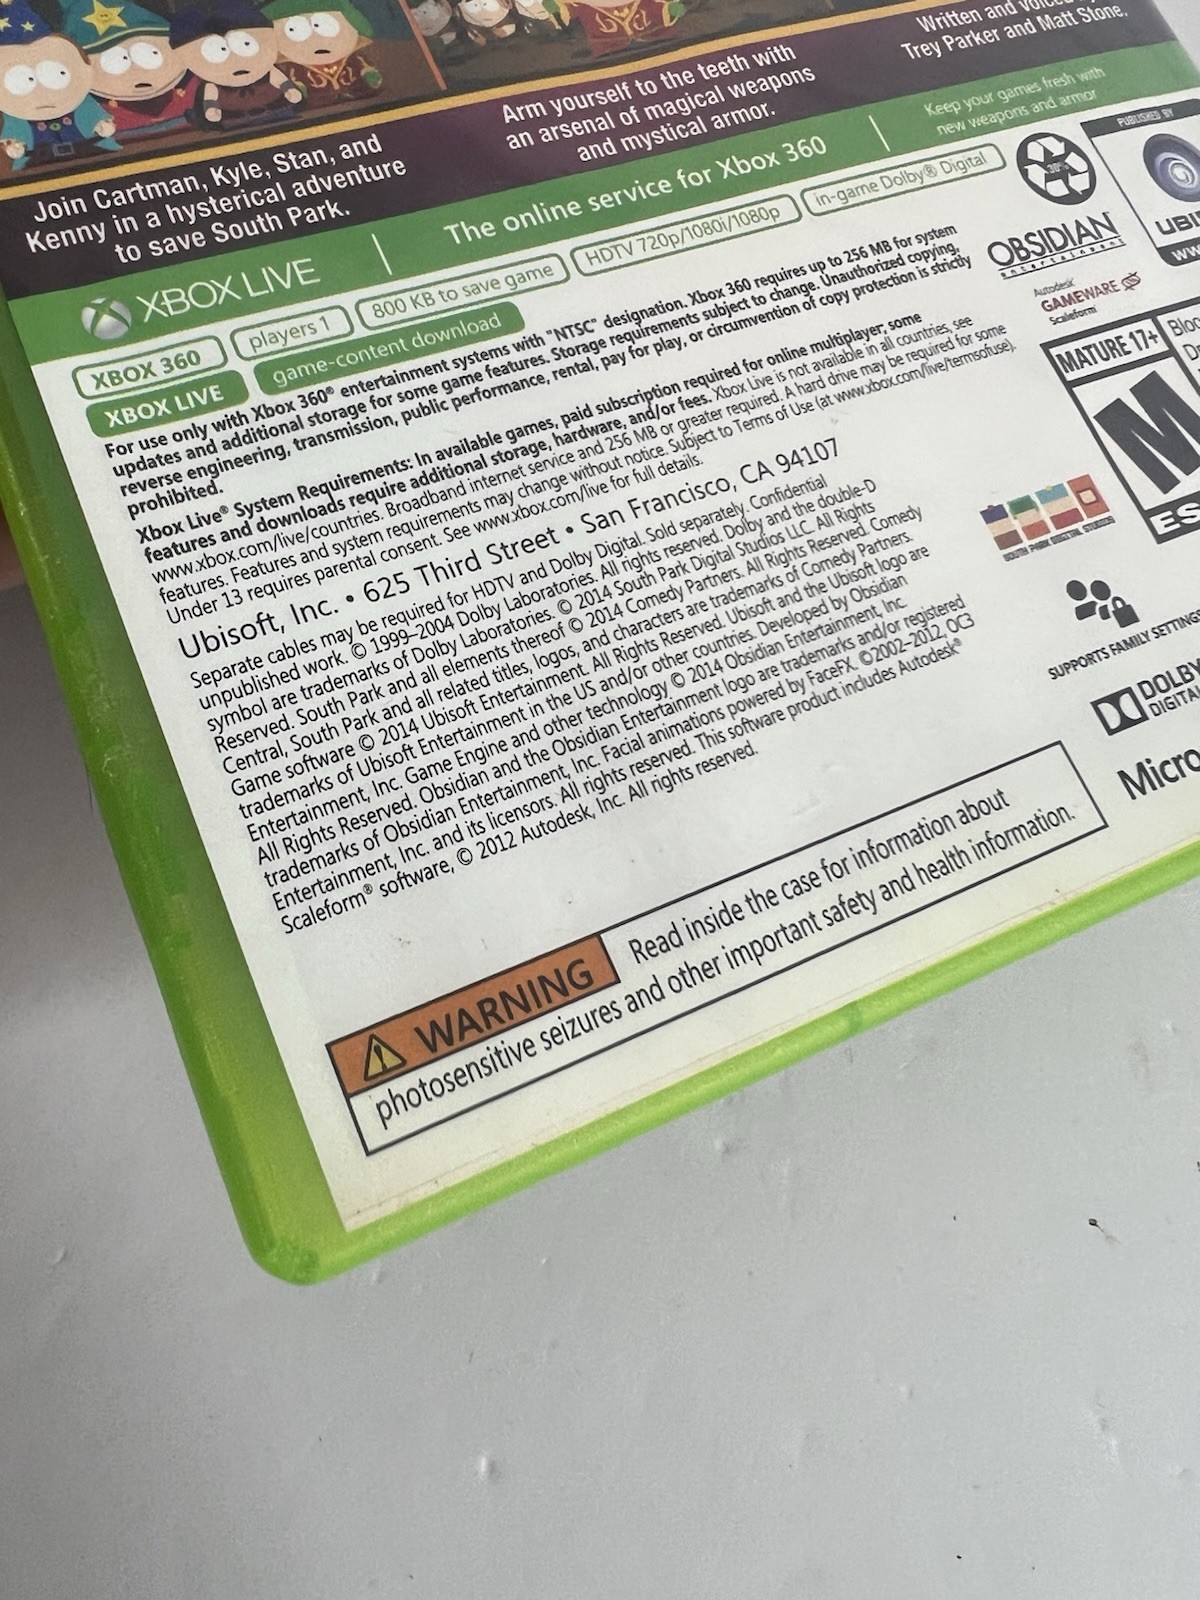 Join Cartman, Kyle, Stan, and
Kenny in a hysterical adventure
to save South Park.
Arm yourself to the teeth with
an arsenal of magical weapons
and mystical armor.
Written and voiced
Trey Parker and Matt Stone.
XBOX LIVE
The online service for Xbox 360
Keep your games fresh with
new weapons and armor
XBOX 360
players 1
800 KB to save game
HDTV 720p/1080i/1080p
in-game Dolby® Digital
XBOX LIVE
game-content download
For use only with Xbox 360® entertainment systems with "NTSC" designation. Xbox 360 requires up to 256 MB for system
updates and additional storage for some game features. Storage requirements subject to change. Unauthorized copying,
reverse engineering, transmission, public performance, rental, pay for play, or circumvention of copy protection is strictly
prohibited.
Xbox Live® System Requirements: In available games, paid subscription required for online multiplayer; some
features and downloads require additional storage, hardware, and/or fees. Xbox Live is not available in all countries, see
www.xbox.com/live/countries. Broadband internet service and 256 MB or greater required. A hard drive may be required for some
features. Features and system requirements may change without notice. Subject to Terms of Use (at www.xbox.com/live/termsofuse).
Under 13 requires parental consent. See www.xbox.com/live for full details.
Ubisoft, Inc. • 625 Third Street • San Francisco, CA 94107
Separate cables may be required for HDTV and Dolby Digital. Sold separately. Confidential
unpublished work. © 1999–2004 Dolby Laboratories. All rights reserved. Dolby and the double-D
symbol are trademarks of Dolby Laboratories. © 2014 South Park Digital Studios LLC. All Rights
Reserved. South Park and all elements thereof © 2014 Comedy Partners. All Rights Reserved. Comedy
Central, South Park and all related titles, logos, and characters are trademarks of Comedy Partners.
Game software © 2014 Ubisoft Entertainment. All Rights Reserved. Ubisoft and the Ubisoft logo are
trademarks of Ubisoft Entertainment in the US and/or other countries. Developed by Obsidian
Entertainment, Inc. Game Engine and other technology © 2014 Obsidian Entertainment, Inc.
All Rights Reserved. Obsidian and the Obsidian Entertainment logo are trademarks and/or registered
trademarks of Obsidian Entertainment, Inc. Facial animations powered by FaceFX. ©2002–2012, OC3
Entertainment, Inc. and its licensors. All rights reserved. This software product includes Autodesk®
Scaleform® software, © 2012 Autodesk, Inc. All rights reserved.
30%
PUBLISHED BY
UBI
OBSIDIAN
entertainment
Autodesk
GAMEWARE
Scaleform
MATURE 17+
M
ES
SOUTH PARK DIGITAL STUDIOS
SUPPORTS FAMILY SETTINGS
DOLBY
DIGITA
Micro
WARNING
Read inside the case for information about
photosensitive seizures and other important safety and health information.